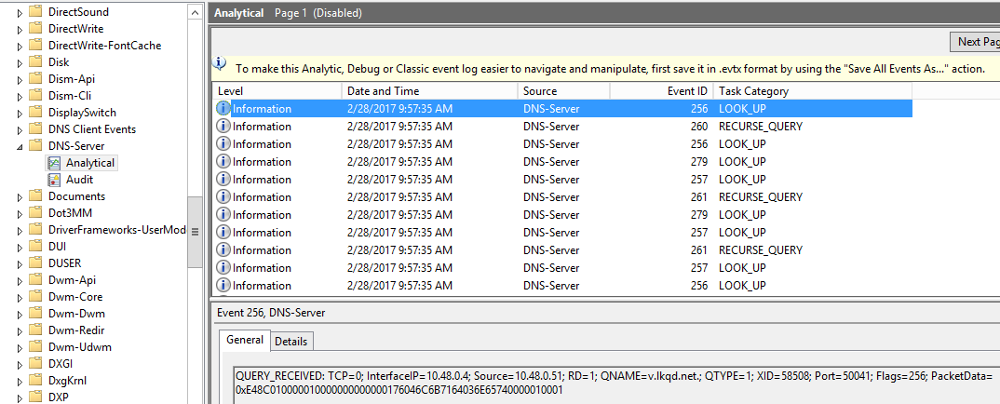 DirectSound
DirectWrite
DirectWrite-FontCache
Disk
Dism-Api
Dism-Cli
DisplaySwitch
DNS Client Events
DNS-Server
Analytical
Audit
Documents
Dot3MM
DriverFrameworks-UserMod
DUI
DUSER
Dwm-Api
Dwm-Core
Dwm-Dwm
Dwm-Redir
Dwm-Udwm
DXGI
DxgKrnl
DXP
Analytical Page 1 (Disabled)
Next Pag
To make this Analytic, Debug or Classic event log easier to navigate and manipulate, first save it in .evtx format by using the "Save All Events As..." action.
Level Date and Time Source Event ID Task Category
Information 2/28/2017 9:57:35 AM DNS-Server 256 LOOK_UP
Information 2/28/2017 9:57:35 AM DNS-Server 260 RECURSE_QUERY
Information 2/28/2017 9:57:35 AM DNS-Server 256 LOOK_UP
Information 2/28/2017 9:57:35 AM DNS-Server 279 LOOK_UP
Information 2/28/2017 9:57:35 AM DNS-Server 257 LOOK_UP
Information 2/28/2017 9:57:35 AM DNS-Server 261 RECURSE_QUERY
Information 2/28/2017 9:57:35 AM DNS-Server 279 LOOK_UP
Information 2/28/2017 9:57:35 AM DNS-Server 257 LOOK_UP
Information 2/28/2017 9:57:35 AM DNS-Server 261 RECURSE_QUERY
Information 2/28/2017 9:57:35 AM DNS-Server 257 LOOK_UP
Information 2/28/2017 9:57:35 AM DNS-Server 256 LOOK_UP
Event 256, DNS-Server
General Details
QUERY_RECEIVED: TCP=0; InterfaceIP=10.48.0.4; Source=10.48.0.51; RD=1; QNAME=v.lkqd.net.; QTYPE=1; XID=58508; Port=50041; Flags=256; PacketData=
0xE48C01000001000000000000176046C6B7164036E65740000010001